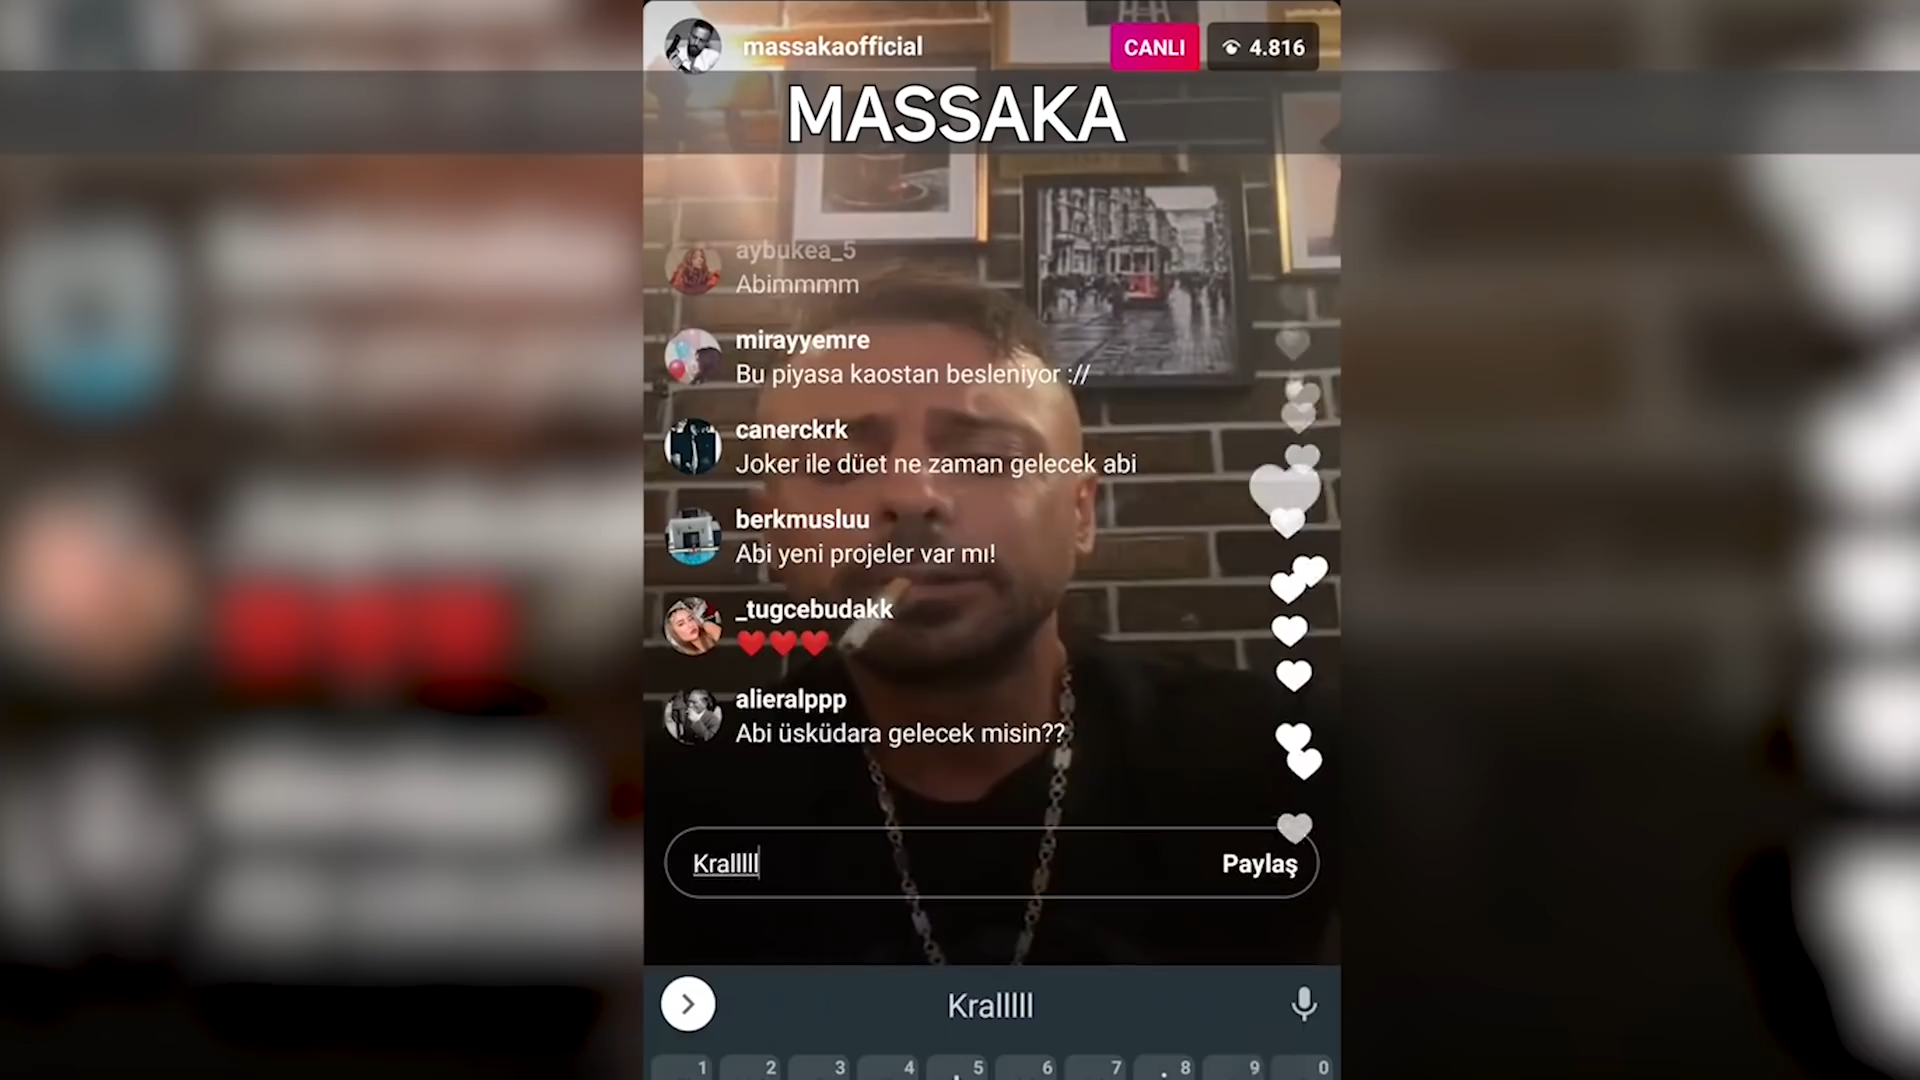 massakaofficial
CANLI
4.816
MASSAKA
aybukea_5
Abimmmm
mirayyemre
Bu piyasa kaostan besleniyor ://
canerckrk
Joker ile düet ne zaman gelecek abi
berkmusluu
Abi yeni projeler var mı!
_tugcebudakk
❤️❤️❤️
alieralppp
Abi üsküdara gelecek misin??
Kralllll
Paylaş
Kralllll
1 2 3 4 5 6 7 8 9 0